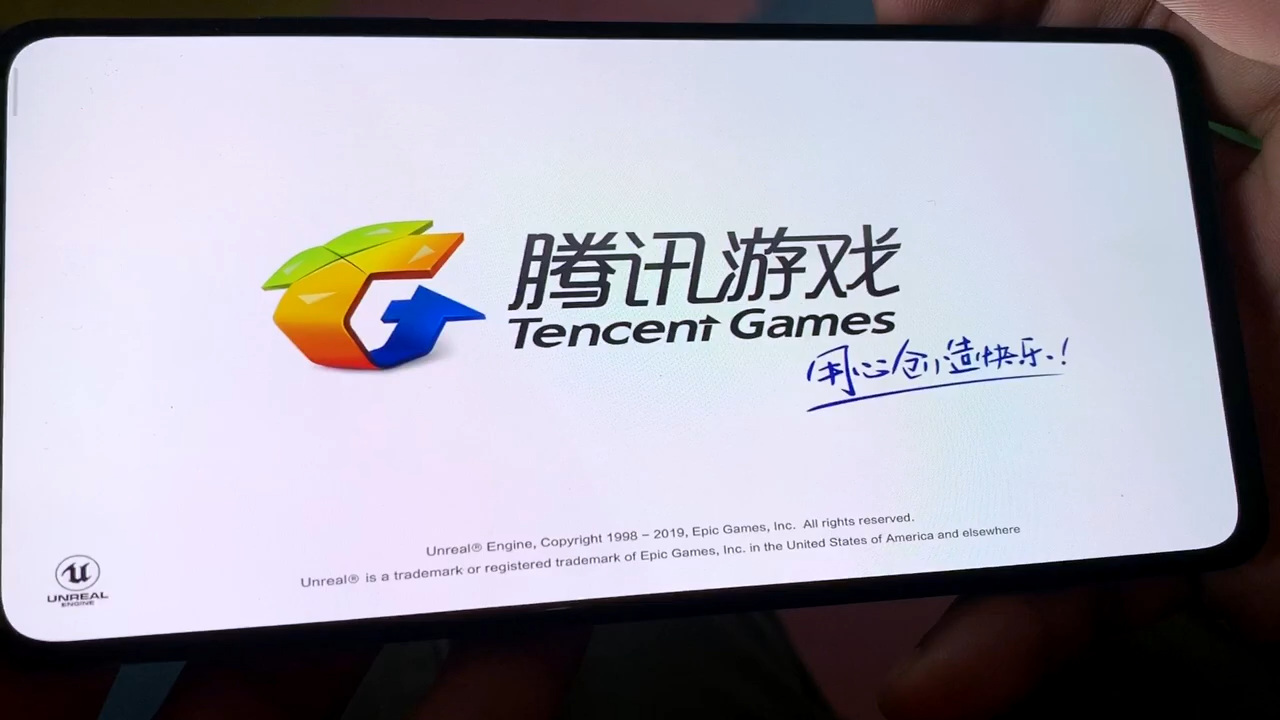 腾讯游戏
Tencent Games
用心创造快乐!
Unreal® Engine, Copyright 1998 – 2019, Epic Games, Inc. All rights reserved.
Unreal® is a trademark or registered trademark of Epic Games, Inc. in the United States of America and elsewhere
UNREAL
ENGINE